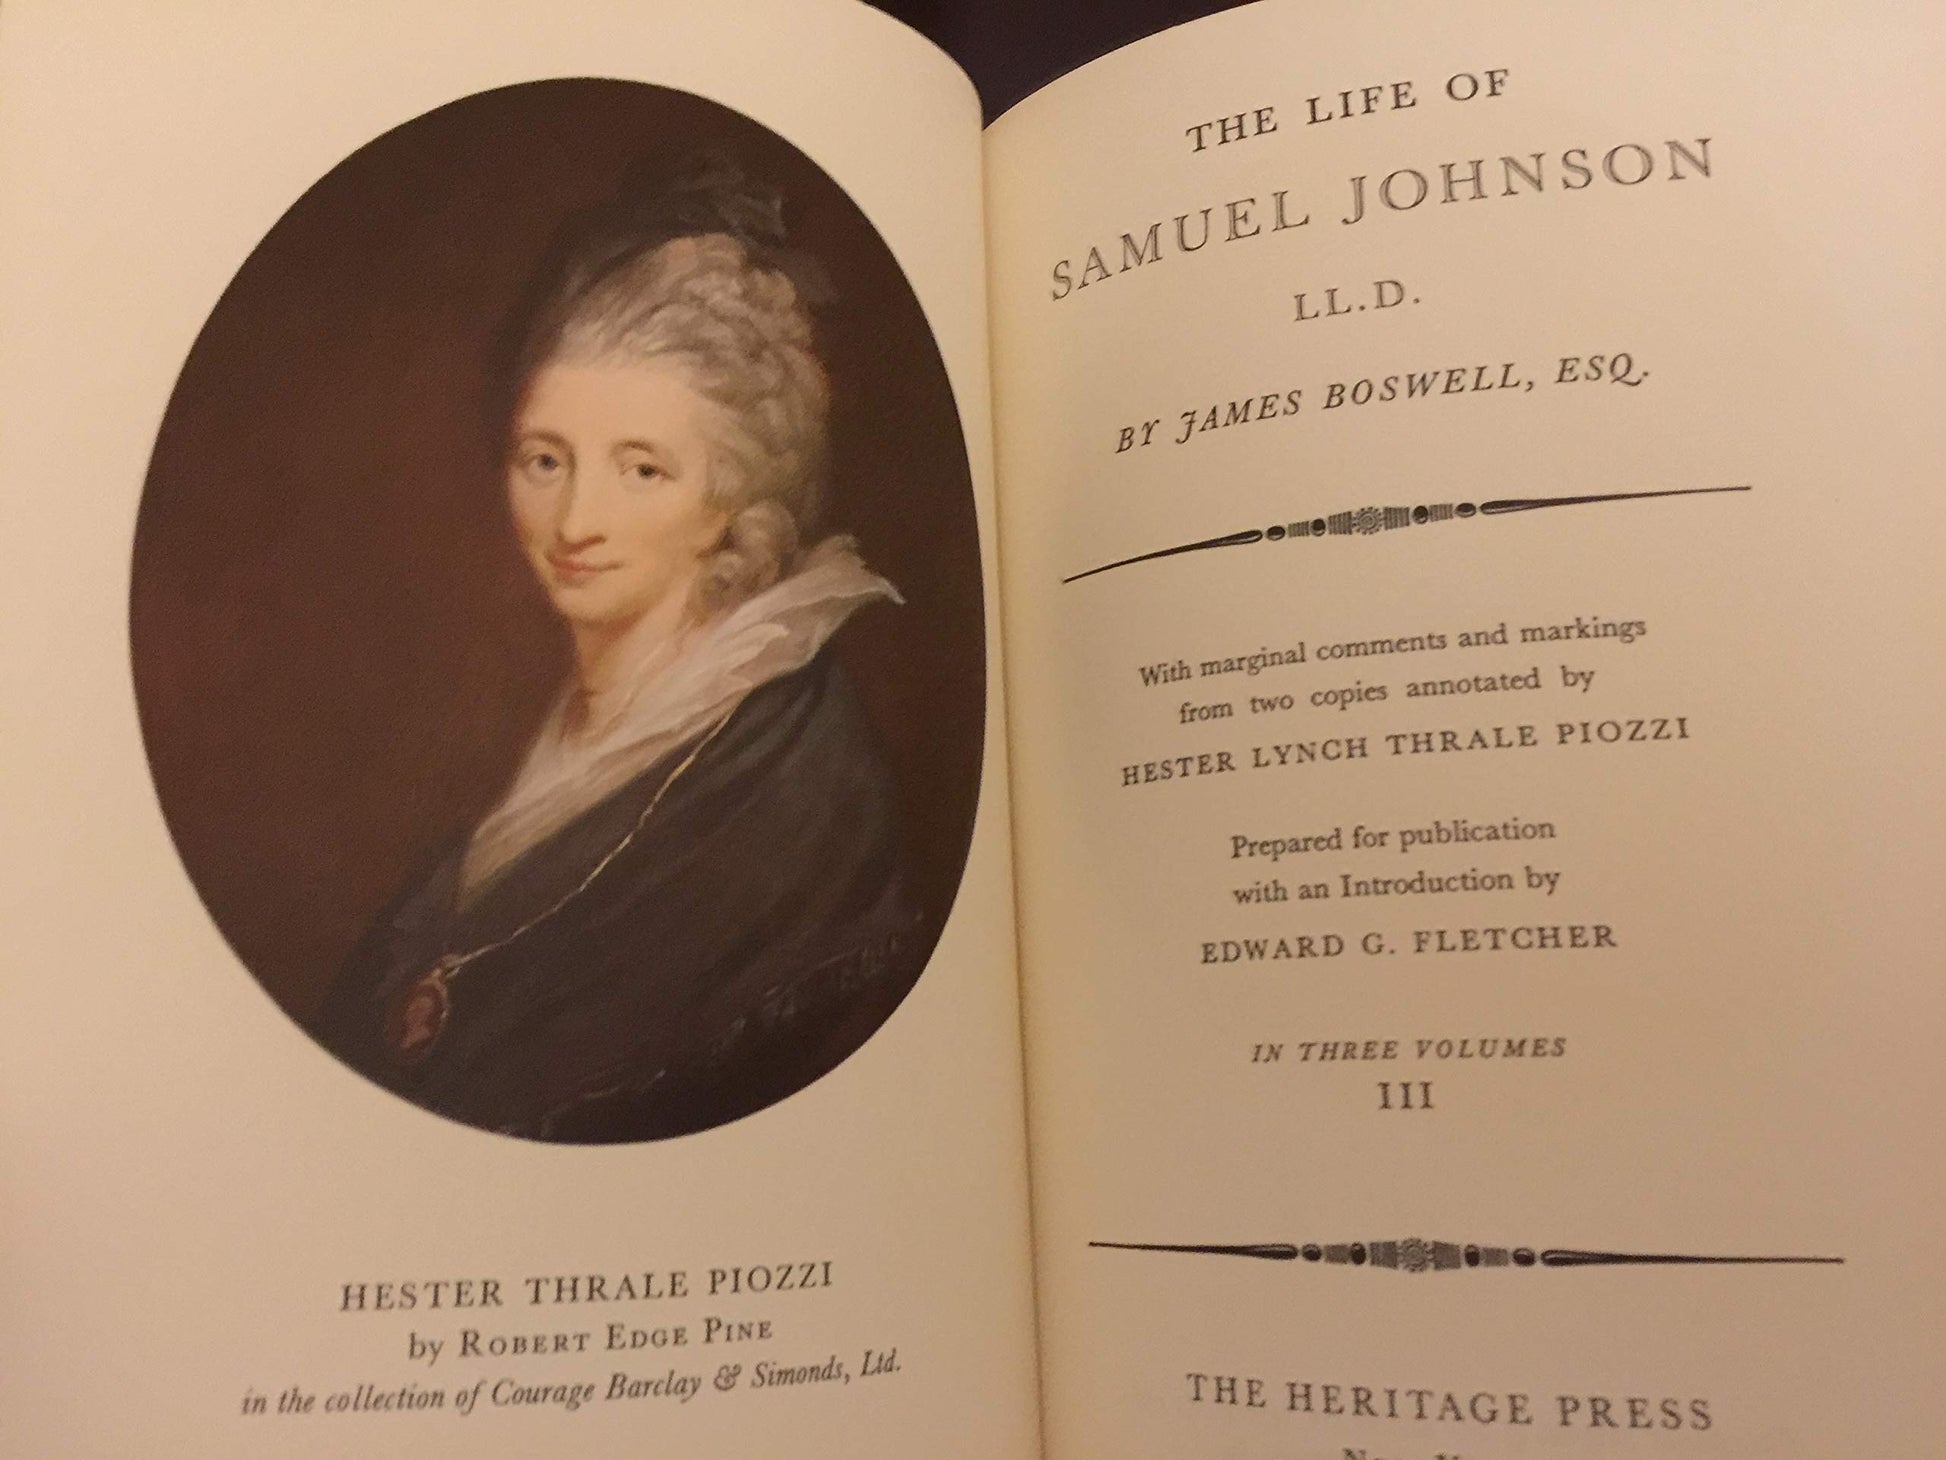 HESTER THRALE PIOZZI
by ROBERT EDGE PINE
in the collection of Courage Barclay & Simonds, Ltd.
THE LIFE OF
SAMUEL JOHNSON
LL.D.
BY JAMES BOSWELL, ESQ.
With marginal comments and markings
from two copies annotated by
HESTER LYNCH THRALE PIOZZI
Prepared for publication
with an Introduction by
EDWARD G. FLETCHER
IN THREE VOLUMES
III
THE HERITAGE PRESS